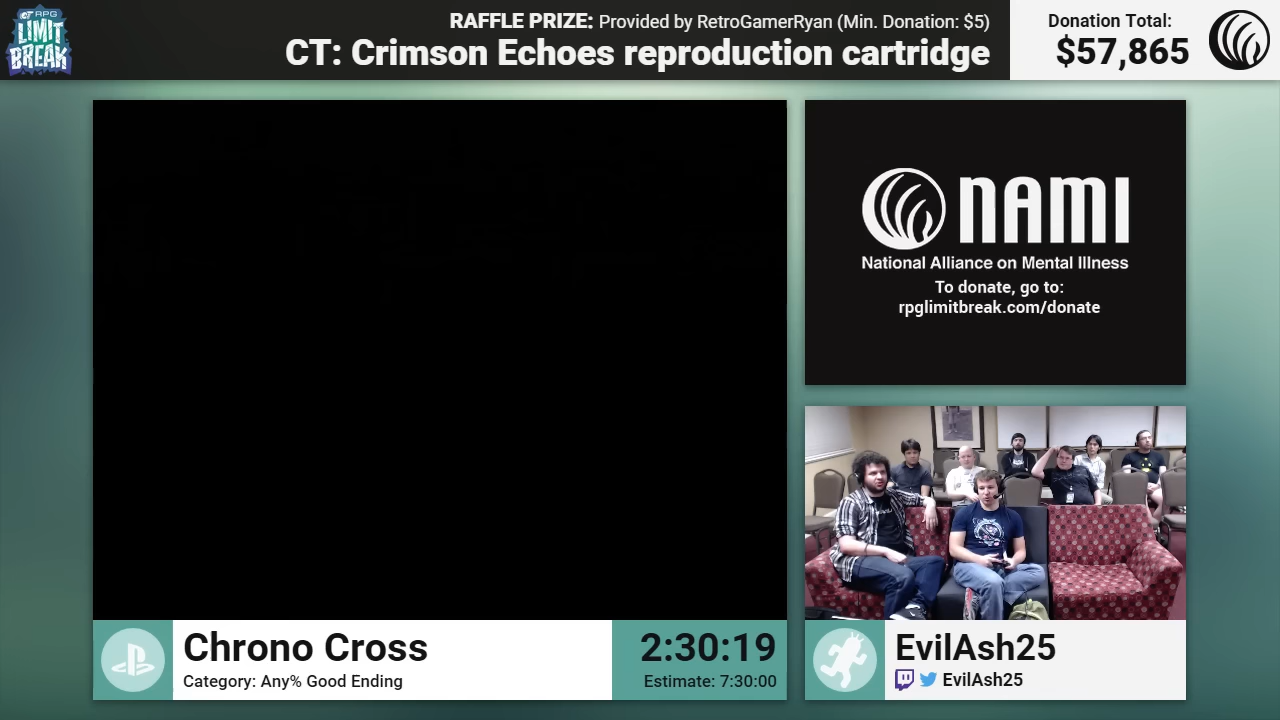 RPG
LIMIT
BREAK
RAFFLE PRIZE: Provided by RetroGamerRyan (Min. Donation: $5)
CT: Crimson Echoes reproduction cartridge
Donation Total:
$57,865
NAMI
National Alliance on Mental Illness
To donate, go to:
rpglimitbreak.com/donate
Chrono Cross
Category: Any% Good Ending
2:30:19
Estimate: 7:30:00
EvilAsh25
EvilAsh25